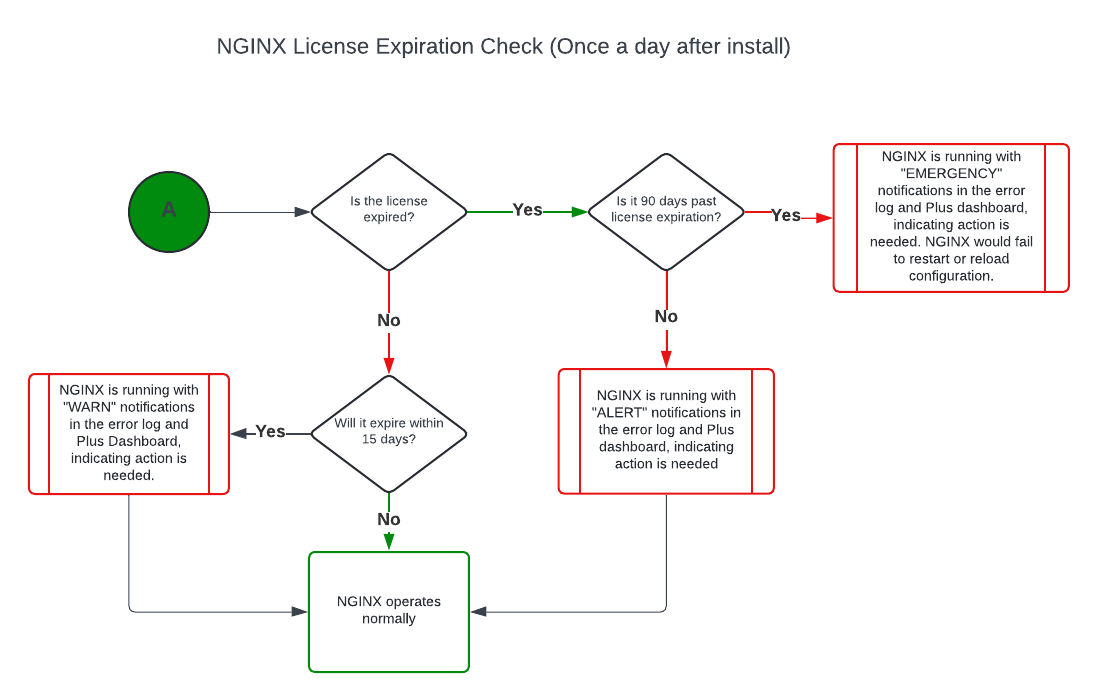 NGINX License Expiration Check (Once a day after install)
A
Is the license
expired?
Yes
Is it 90 days past
license expiration?
Yes
NGINX is running with
"EMERGENCY"
notifications in the error
log and Plus dashboard,
indicating action is
needed. NGINX would fail
to restart or reload
configuration.
No
No
NGINX is running with
"WARN" notifications
in the error log and
Plus Dashboard,
indicating action is
needed.
Yes
Will it expire within
15 days?
NGINX is running with
"ALERT" notifications in
the error log and Plus
dashboard, indicating
action is needed
No
NGINX operates
normally